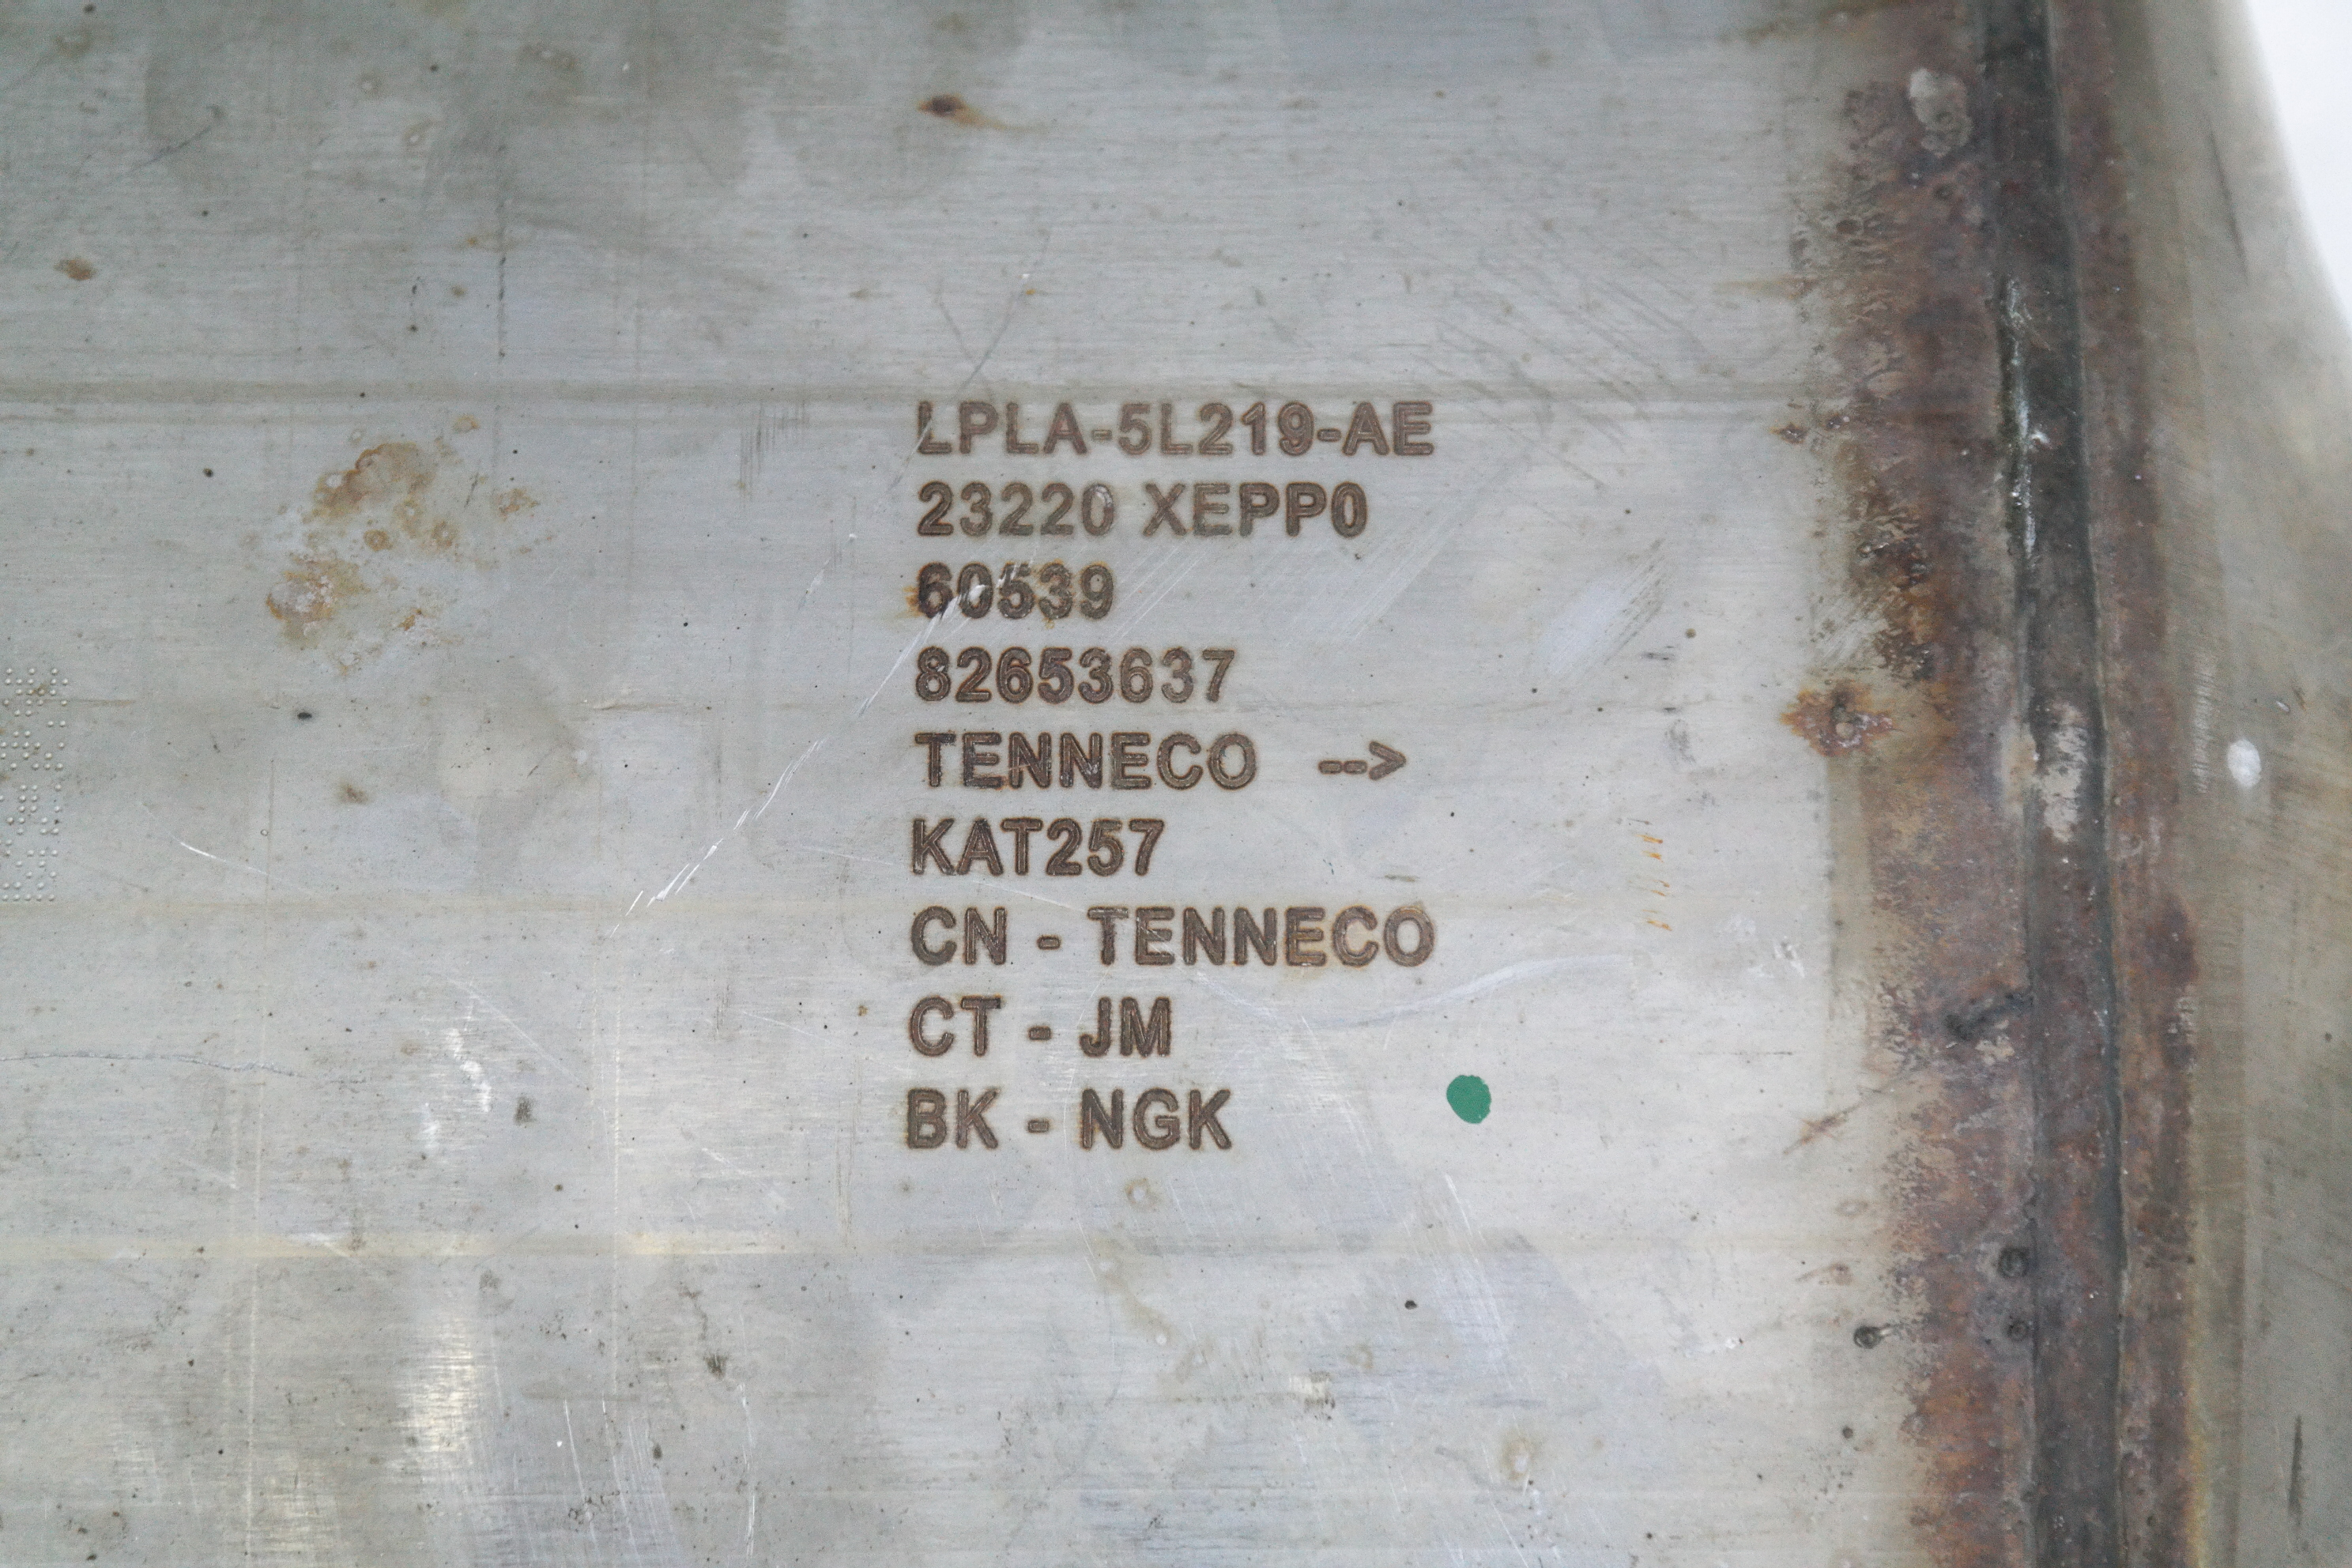 LPLA-5L219-AE
23220 XEPP0
60539
82653637
TENNECO -->
KAT257
CN - TENNECO
CT - JM
BK - NGK